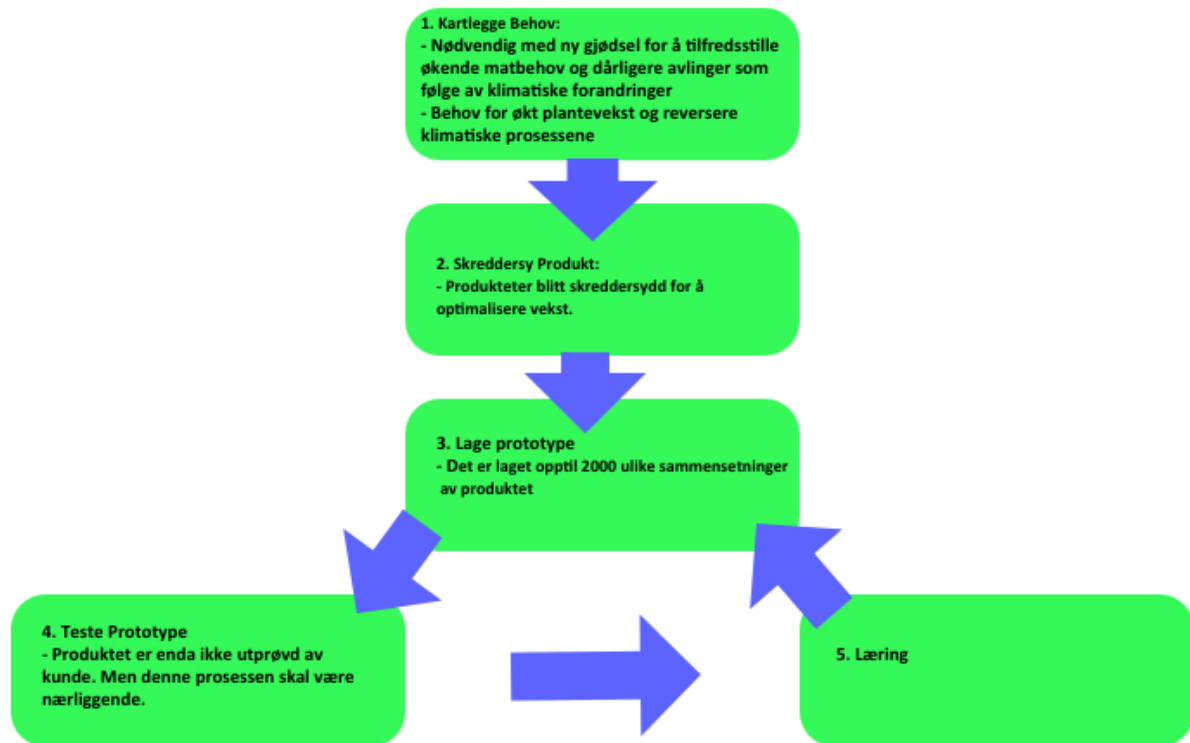 1. Kartlegge Behov:
- Nødvendig med ny gjødsel for å tilfredsstille
økende matbehov og dårligere avlinger som
følge av klimatiske forandringer
- Behov for økt plantevekst og reversere
klimatiske prosessene
2. Skreddersy Produkt:
- Produkteter blitt skreddersydd for å
optimalisere vekst.
3. Lage prototype
- Det er laget opptil 2000 ulike sammensetninger
av produktet
4. Teste Prototype
- Produktet er enda ikke utprøvd av
kunde. Men denne prosessen skal være
nærliggende.
5. Læring